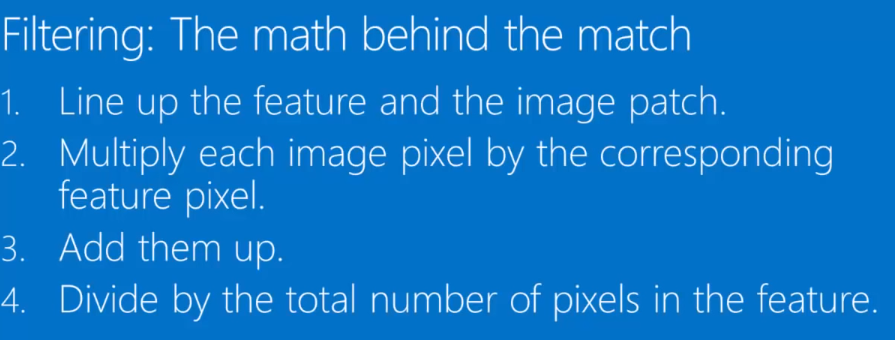 Filtering: The math behind the match
1. Line up the feature and the image patch.
2. Multiply each image pixel by the corresponding
feature pixel.
3. Add them up.
4. Divide by the total number of pixels in the feature.